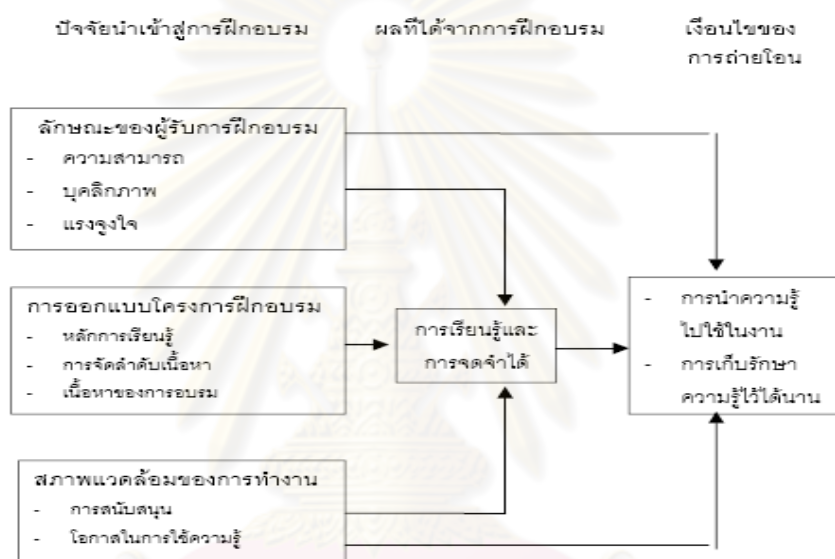 ปัจจัยนำเข้าสู่การฝึกอบรม
ผลที่ได้จากการฝึกอบรม
เงื่อนไขของ
การถ่ายโอน
ลักษณะของผู้รับการฝึกอบรม
- ความสามารถ
- บุคลิกภาพ
- แรงจูงใจ
การออกแบบโครงการฝึกอบรม
- หลักการเรียนรู้
- การจัดลำดับเนื้อหา
- เนื้อหาของการอบรม
สภาพแวดล้อมของการทำงาน
- การสนับสนุน
- โอกาสในการใช้ความรู้
การเรียนรู้และ
การจดจำได้
- การนำความรู้
ไปใช้ในงาน
- การเก็บรักษา
ความรู้ไว้ได้นาน